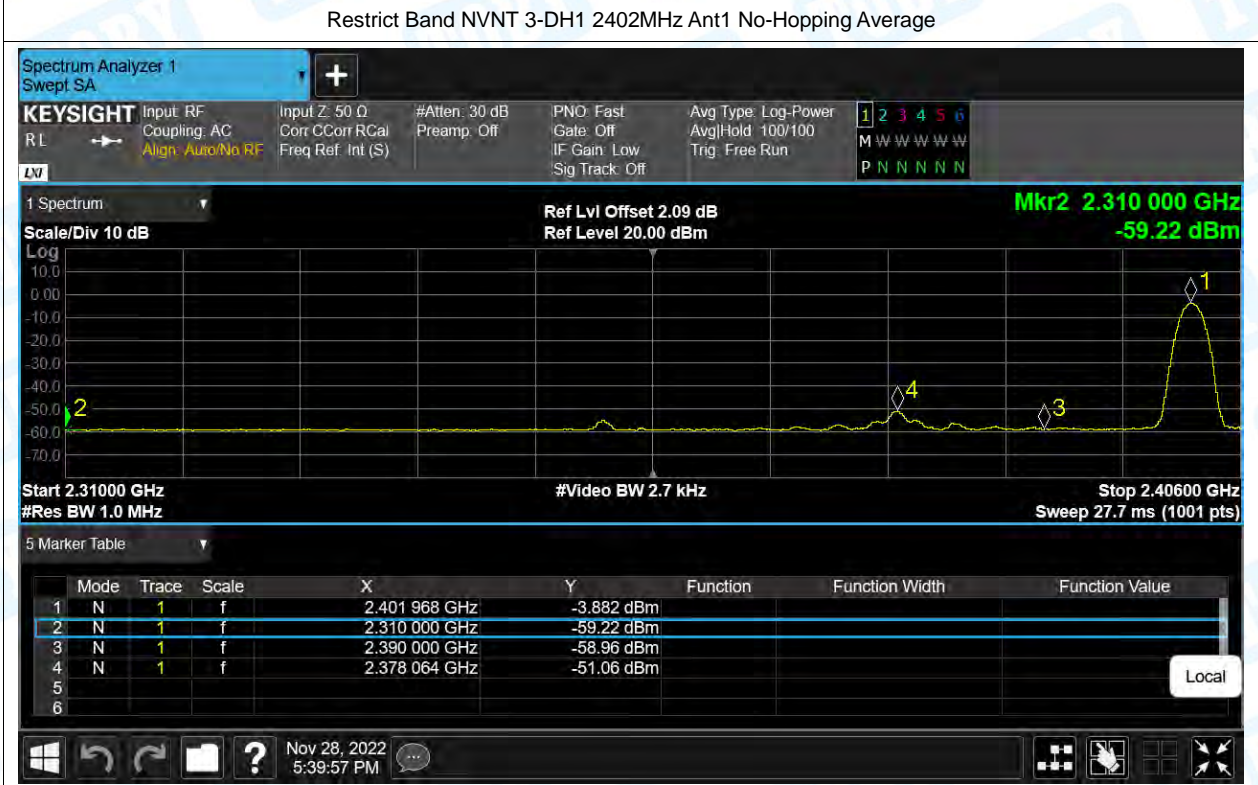 Restrict Band NVNT 3-DH1 2402MHz Ant1 No-Hopping Average
Spectrum Analyzer 1
Swept SA
+
KEYSIGHT Input: RF Input Z: 50 Ω #Atten: 30 dB PNO: Fast Avg Type: Log-Power 1 2 3 4 5 6
R L Coupling: AC Corr CCorr RCal Preamp: Off Gate: Off Avg|Hold: 100/100 M W W W W W
Align: Auto/No RF Freq Ref: Int (S) IF Gain: Low Trig: Free Run
LXI Sig Track: Off P N N N N N
1 Spectrum Ref Lvl Offset 2.09 dB Mkr2 2.310 000 GHz
Scale/Div 10 dB Ref Level 20.00 dBm -59.22 dBm
Log
10.0
0.00
-10.0
-20.0
-30.0
-40.0
-50.0
-60.0
-70.0
1
2
4
3
Start 2.31000 GHz #Video BW 2.7 kHz Stop 2.40600 GHz
#Res BW 1.0 MHz Sweep 27.7 ms (1001 pts)
5 Marker Table
Mode Trace Scale X Y Function Function Width Function Value
1 N 1 f 2.401 968 GHz -3.882 dBm
2 N 1 f 2.310 000 GHz -59.22 dBm
3 N 1 f 2.390 000 GHz -58.96 dBm
4 N 1 f 2.378 064 GHz -51.06 dBm
5
6
Local
? Nov 28, 2022
5:39:57 PM